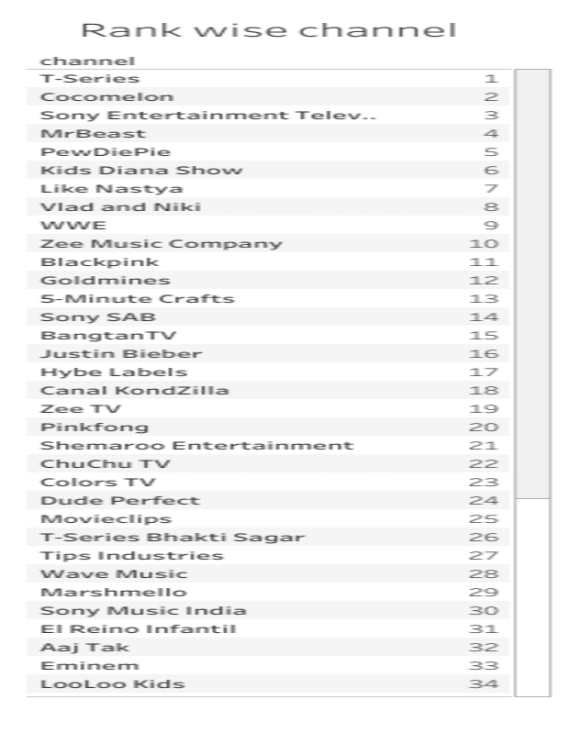 Rank wise channel
channel
T-Series 1
Cocomelon 2
Sony Entertainment Telev.. 3
MrBeast 4
PewDiePie 5
Kids Diana Show 6
Like Nastya 7
Vlad and Niki 8
WWE 9
Zee Music Company 10
Blackpink 11
Goldmines 12
5-Minute Crafts 13
Sony SAB 14
BangtanTV 15
Justin Bieber 16
Hybe Labels 17
Canal KondZilla 18
Zee TV 19
Pinkfong 20
Shemaroo Entertainment 21
ChuChu TV 22
Colors TV 23
Dude Perfect 24
Movieclips 25
T-Series Bhakti Sagar 26
Tips Industries 27
Wave Music 28
Marshmello 29
Sony Music India 30
El Reino Infantil 31
Aaj Tak 32
Eminem 33
LooLoo Kids 34